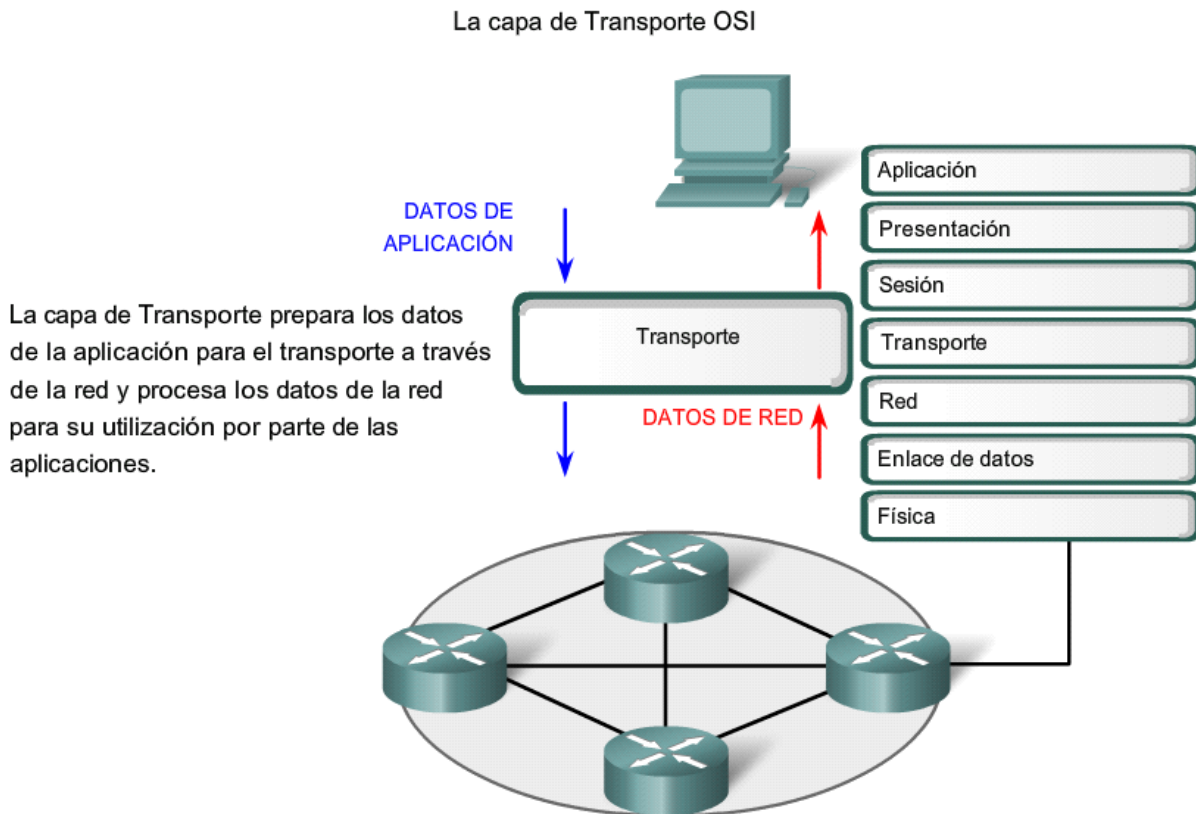 La capa de Transporte OSI
DATOS DE
APLICACIÓN
La capa de Transporte prepara los datos
de la aplicación para el transporte a través
de la red y procesa los datos de la red
para su utilización por parte de las
aplicaciones.
Transporte
DATOS DE RED
Aplicación
Presentación
Sesión
Transporte
Red
Enlace de datos
Física